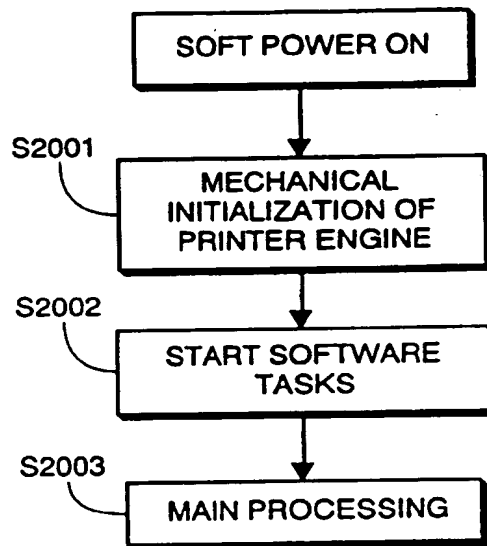 SOFT POWER ON
S2001
MECHANICAL
INITIALIZATION OF
PRINTER ENGINE
S2002
START SOFTWARE
TASKS
S2003
MAIN PROCESSING